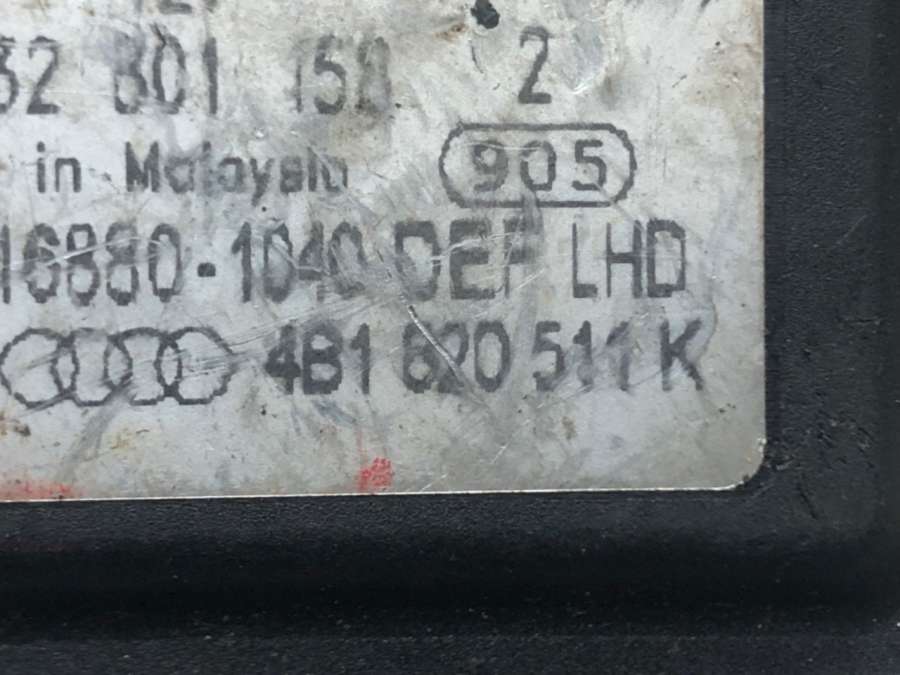 32 801 158 2
in Malaysia 905
16880-1040 DEF LHD
4B1 820 511 K